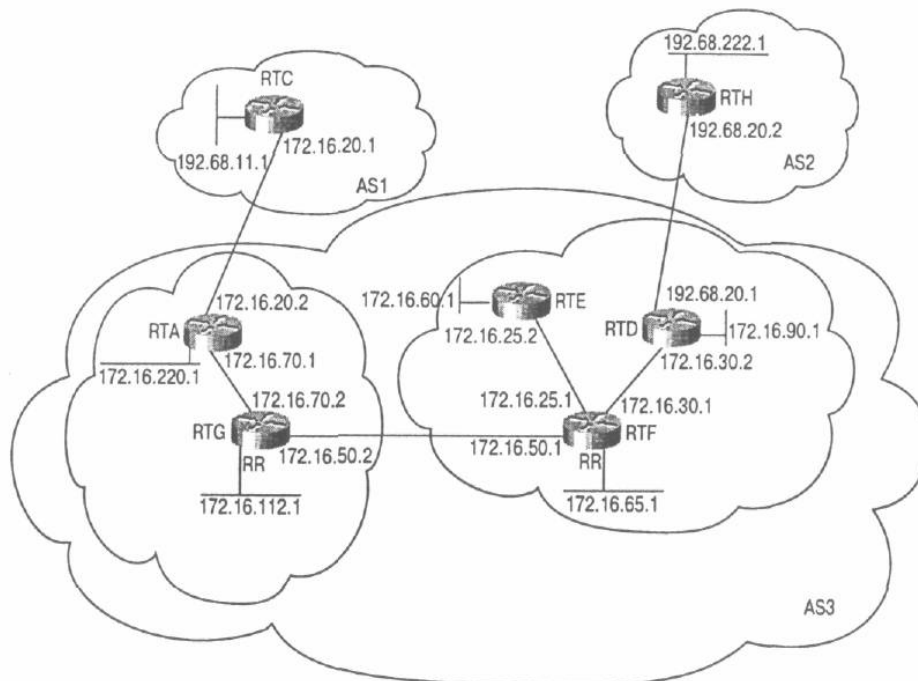 192.68.222.1
RTC
RTH
192.68.20.2
172.16.20.1
192.68.11.1
AS1
AS2
172.16.20.2
172.16.60.1
RTE
192.68.20.1
RTA
172.16.25.2
RTD
172.16.90.1
172.16.70.1
172.16.30.2
172.16.220.1
172.16.70.2
172.16.25.1
172.16.30.1
RTG
RTF
RR
172.16.50.2
172.16.50.1
RR
172.16.112.1
172.16.65.1
AS3